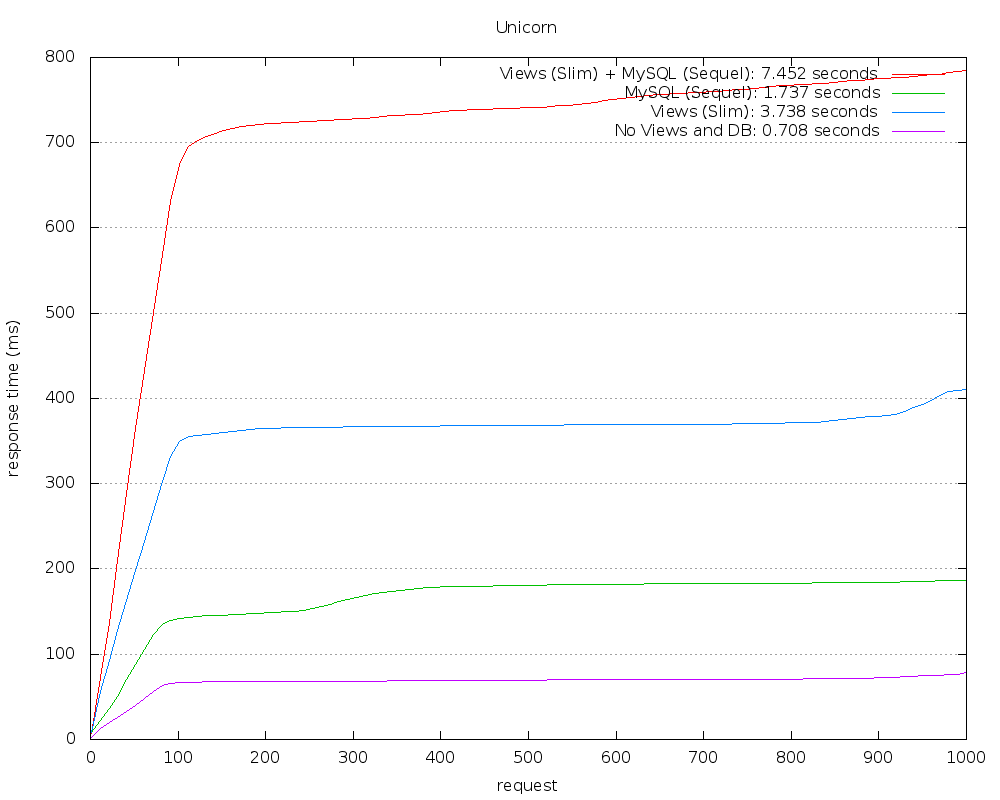 Unicorn
800
700
600
500
400
300
200
100
0
response time (ms)
Views (Slim) + MySQL (Sequel): 7.452 seconds
MySQL (Sequel): 1.737 seconds
Views (Slim): 3.738 seconds
No Views and DB: 0.708 seconds
0 100 200 300 400 500 600 700 800 900 1000
request